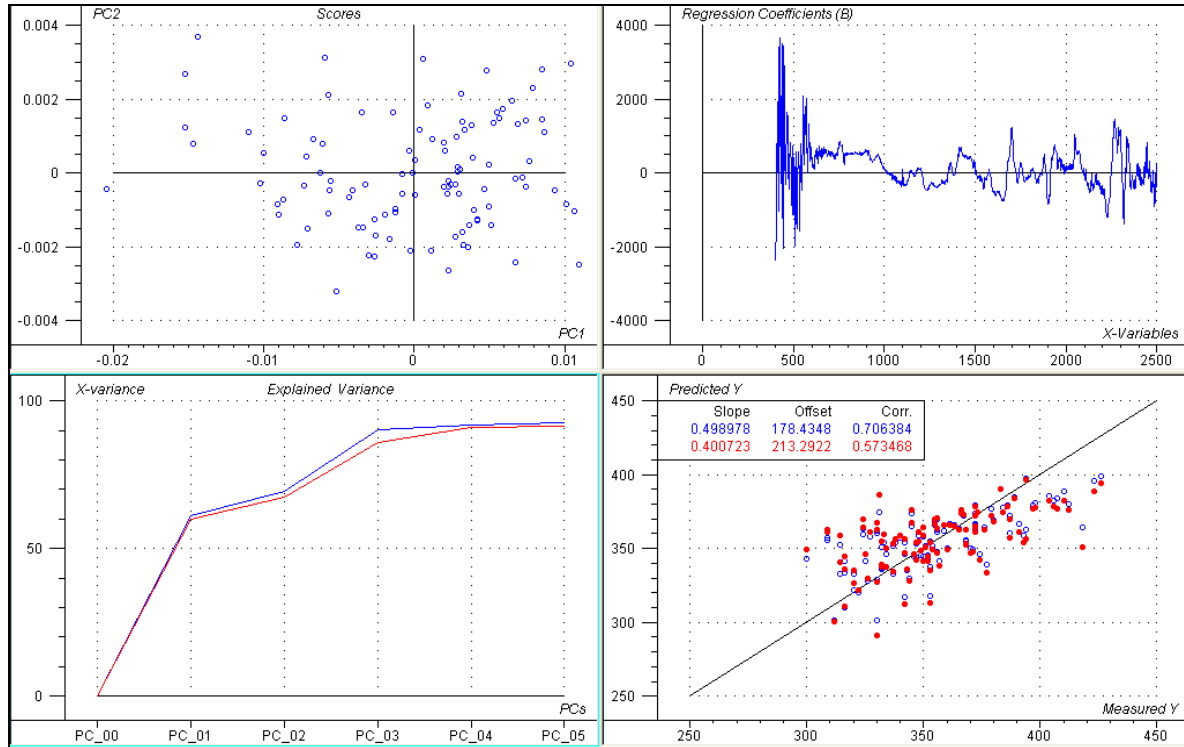 PC2 Scores
0.004
0.002
0
-0.002
-0.004
PC1
-0.02 -0.01 0 0.01
Regression Coefficients (B)
4000
2000
0
-2000
-4000
X-Variables
0 500 1000 1500 2000 2500
X-variance Explained Variance
100
50
0
PCs
PC_00 PC_01 PC_02 PC_03 PC_04 PC_05
Predicted Y
450
Slope Offset Corr.
0.498978 178.4348 0.706384
0.400723 213.2922 0.573468
400
350
300
250
Measured Y
250 300 350 400 450